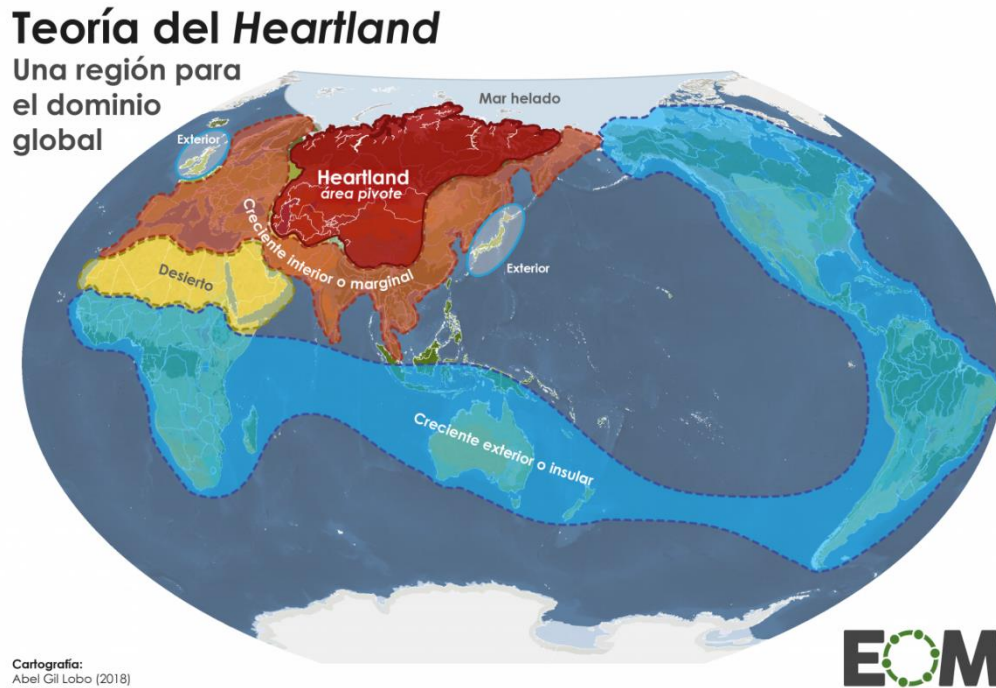 Teoría del Heartland
Una región para
el dominio
global
Mar helado
Exterior
Heartland
área pivote
Creciente interior o marginal
Desierto
Exterior
Creciente exterior o insular
Cartografía:
Abel Gil Lobo (2018)
EOM